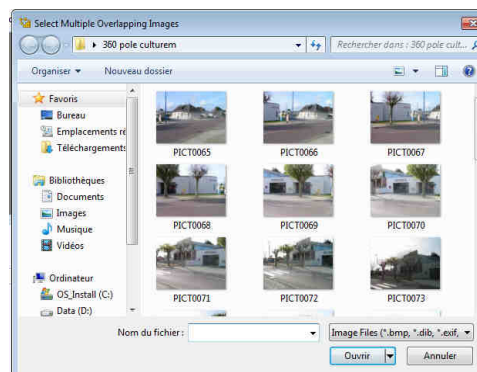 Select Multiple Overlapping Images
360 pole culturem
Rechercher dans : 360 pole cult...
Organiser
Nouveau dossier
Favoris
Bureau
Emplacements ré
Téléchargements
Bibliothèques
Documents
Images
Musique
Vidéos
Ordinateur
OS_Install (C:)
Data (D:)
PICT0065 PICT0066 PICT0067
PICT0068 PICT0069 PICT0070
PICT0071 PICT0072 PICT0073
Nom du fichier :
Image Files (*.bmp, *.dib, *.exif,
Ouvrir
Annuler